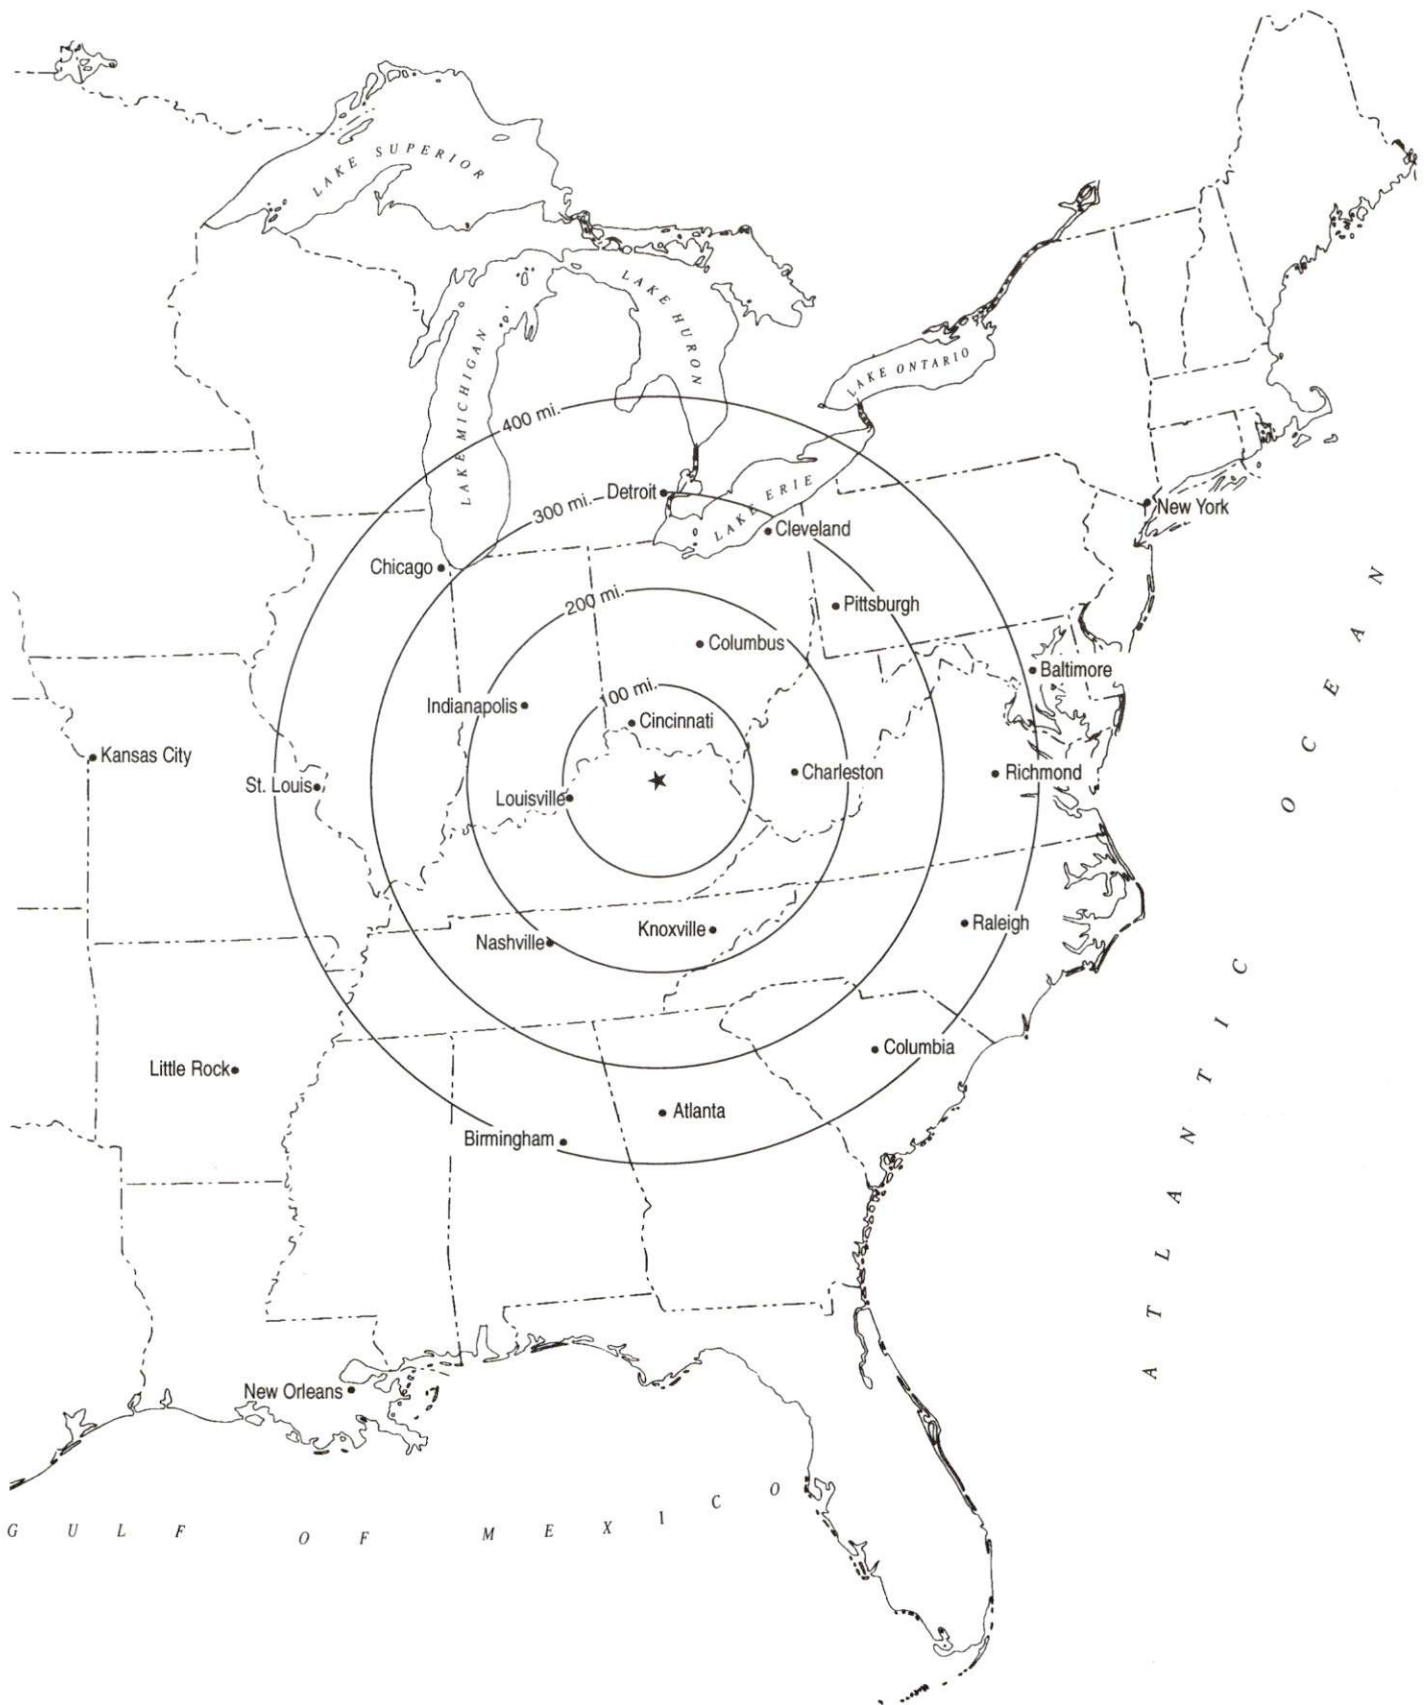 LAKE SUPERIOR
LAKE HURON
LAKE MICHIGAN
LAKE ONTARIO
400 mi.
LAKE ERIE
Detroit
300 mi.
New York
Cleveland
Chicago
200 mi.
Pittsburgh
Columbus
Baltimore
100 mi.
Indianapolis
Cincinnati
Kansas City
Charleston
Richmond
St. Louis
Louisville
Raleigh
Knoxville
Nashville
Columbia
Little Rock
Atlanta
Birmingham
ATLANTIC OCEAN
New Orleans
GULF OF MEXICO